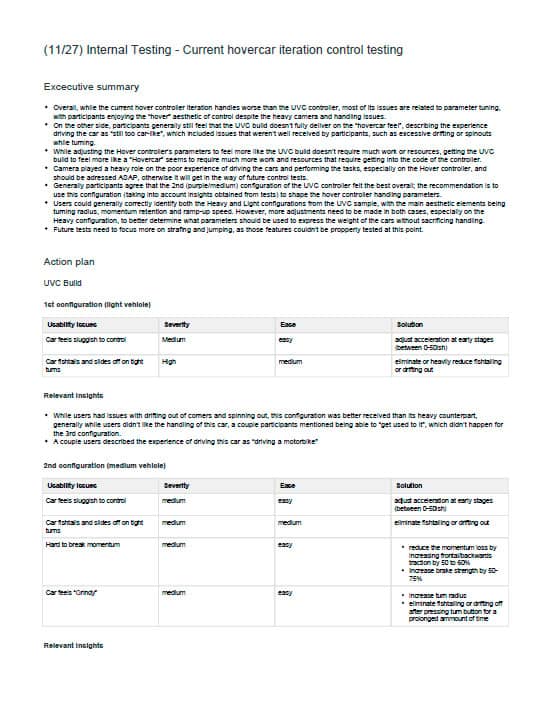 (11/27) Internal Testing - Current hovercar iteration control testing
Excecutive summary
• Overall, while the current hover controller iteration handles worse than the UVC controller, most of its issues are related to parameter tuning,
with participants enjoying the "hover" aesthetic of control despite the heavy camera and handling issues.
• On the other side, participants generally still feel that the UVC build doesn't fully deliver on the "hovercar feel", describing the experience
driving the car as "still too car-like", which included issues that weren't well received by participants, such as excessive drifting or spinouts
while turning.
• While adjusting the Hover controller's parameters to feel more like the UVC build doesn't require much work or resources, getting the UVC
build to feel more like a "Hovercar" seems to require much more work and resources that require getting into the code of the controller.
• Camera played a heavy role on the poor experience of driving the cars and performing the tasks, especially on the Hover controller, and
should be adressed ADAP, otherwise it will get in the way of future control tests.
• Generally participants agree that the 2nd (purple/medium) configuration of the UVC controller felt the best overall; the recommendation is to
use this configuration (taking into account insights obtained from tests) to shape the hover controller handling parameters.
• Users could generally correctly identify both the Heavy and Light configurations from the UVC sample, with the main aesthetic elements being
turning radius, momentum retention and ramp-up speed. However, more adjustments need to be made in both cases, especially on the
Heavy configuration, to better determine what parameters should be used to express the weight of the cars without sacrificing handling.
• Future tests need to focus more on strafing and jumping, as those features couldn't be propperly tested at this point.
Action plan
UVC Build
1st configuration (light vehicle)
Usability Issues Severity Ease Solution
Car feels sluggish to control Medium easy adjust acceleration at early stages
(between 0-50ish)
Car fishtails and slides off on tight High medium eliminate or heavily reduce fishtailing
turns or drifting out
Relevant insights
• While users had issues with drifting out of corners and spinning out, this configuration was better received than its heavy counterpart,
generally while users didn't like the handling of this car, a couple participants mentioned being able to "get used to it", which didn't happen for
the 3rd configuration.
• A couple users described the experience of driving this car as "driving a motorbike"
2nd configuration (medium vehicle)
Usability Issues Severity Ease Solution
Car feels sluggish to control medium easy adjust acceleration at early stages
(between 0-50ish)
Car fishtails and slides off on tight medium medium eliminate fishtailing or drifting out
turns
Hard to break momentum medium easy • reduce the momentum loss by
increasing frontal/backwards
traction by 50 to 60%
• Increase brake strength by 50-
75%
Car feels "Grindy" medium easy • increase turn radius
• eliminate fishtailing or drifting off
after pressing turn button for a
prolonged ammount of time
Relevant insights